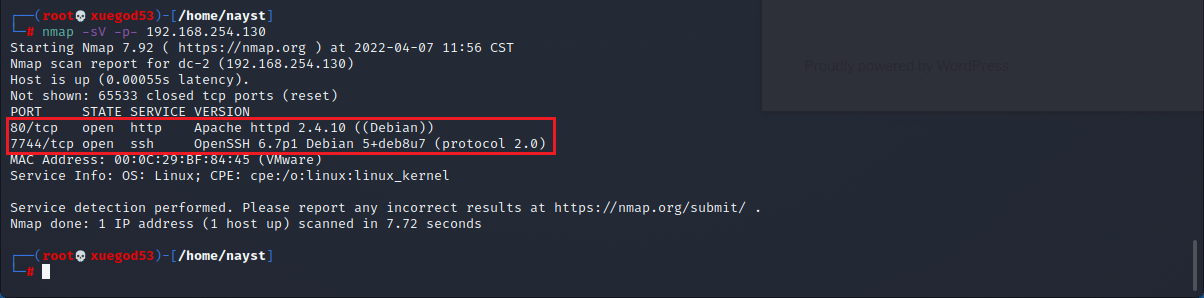 ┌──(root💀xuegod53)-[/home/nayst]
└─# nmap -sV -p- 192.168.254.130
Starting Nmap 7.92 ( https://nmap.org ) at 2022-04-07 11:56 CST
Nmap scan report for dc-2 (192.168.254.130)
Host is up (0.00055s latency).
Not shown: 65533 closed tcp ports (reset)
PORT     STATE SERVICE VERSION
80/tcp   open  http    Apache httpd 2.4.10 ((Debian))
7744/tcp open  ssh     OpenSSH 6.7p1 Debian 5+deb8u7 (protocol 2.0)
MAC Address: 00:0C:29:BF:84:45 (VMware)
Service Info: OS: Linux; CPE: cpe:/o:linux:linux_kernel
Service detection performed. Please report any incorrect results at https://nmap.org/submit/ .
Nmap done: 1 IP address (1 host up) scanned in 7.72 seconds
┌──(root💀xuegod53)-[/home/nayst]
└─#
Proudly powered by WordPress